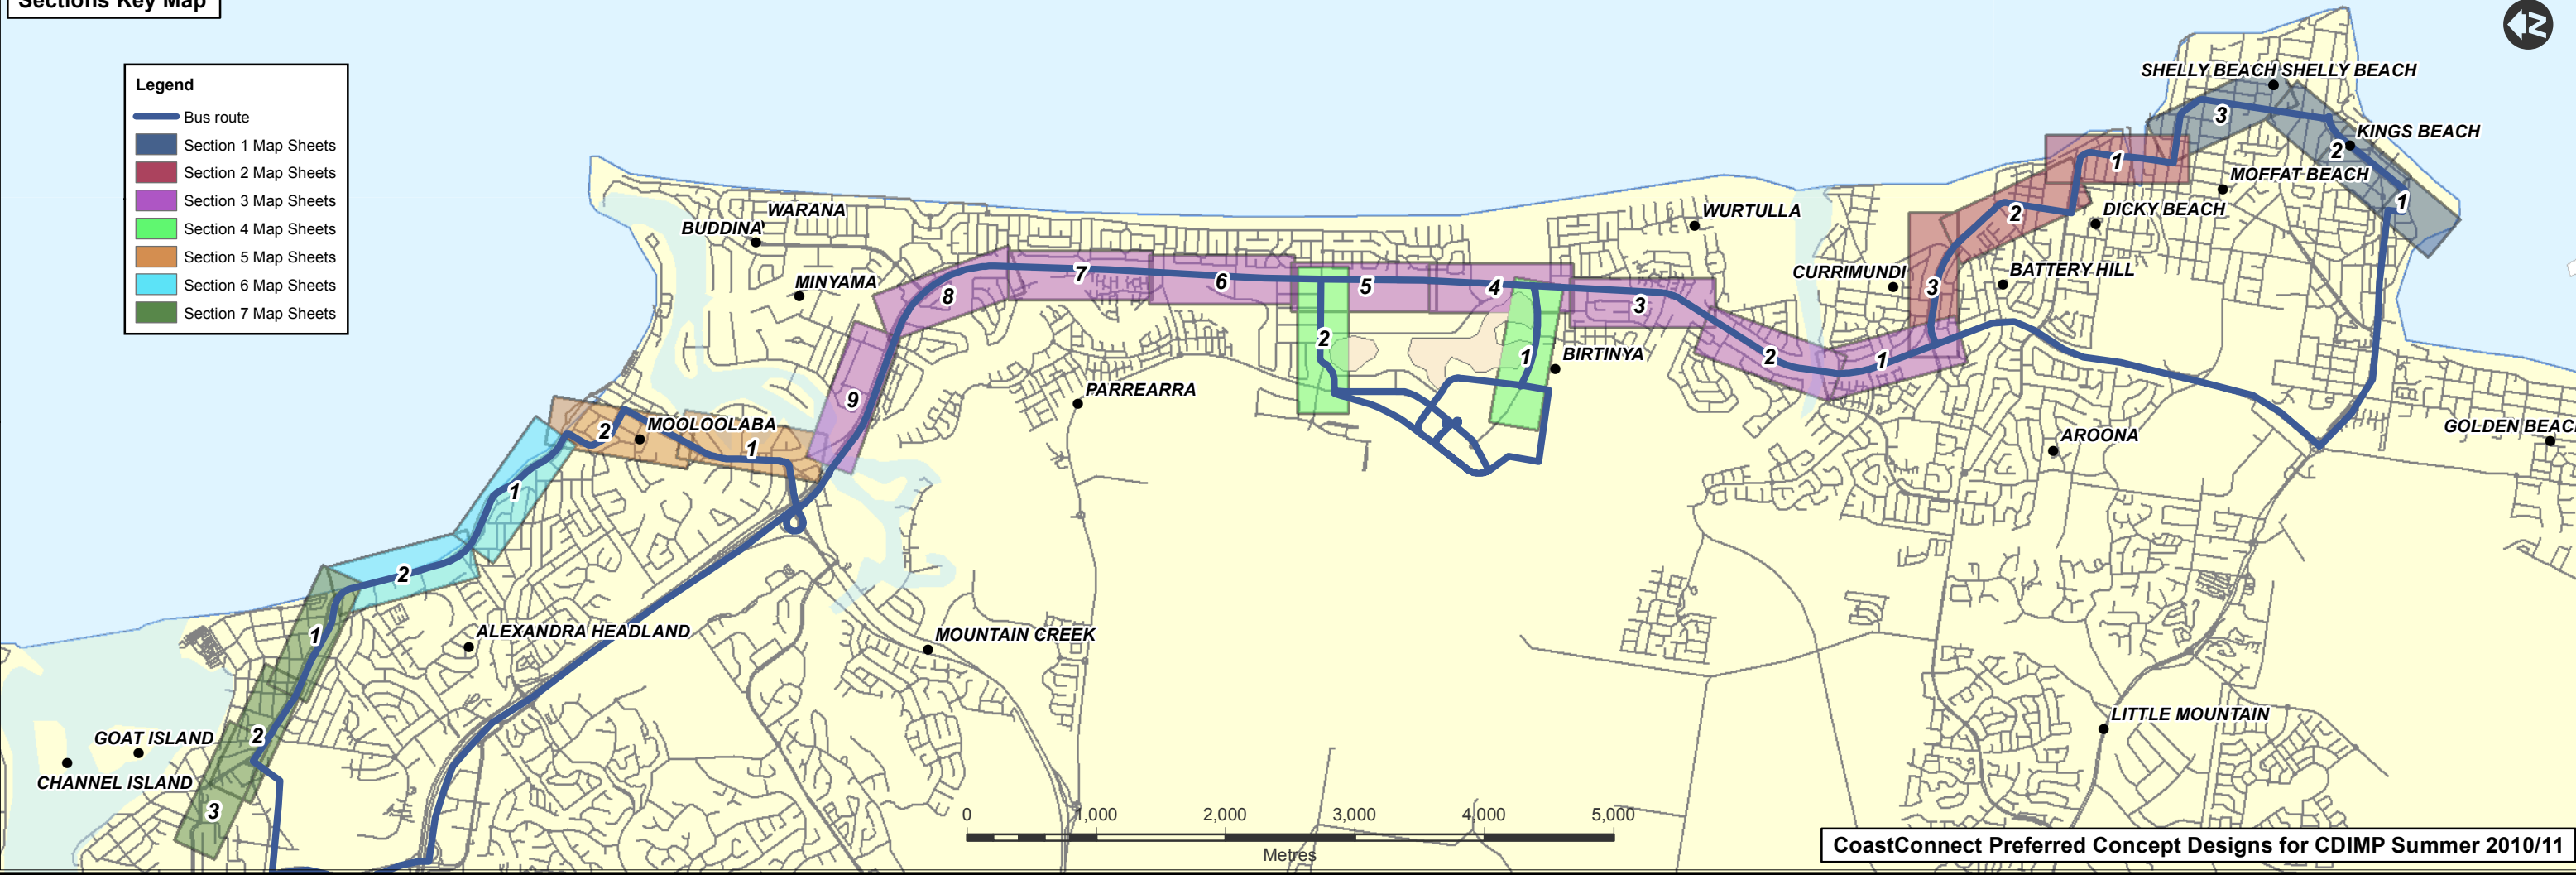 Sections Key Map
N
Legend
Bus route
Section 1 Map Sheets
Section 2 Map Sheets
Section 3 Map Sheets
Section 4 Map Sheets
Section 5 Map Sheets
Section 6 Map Sheets
Section 7 Map Sheets
SHELLY BEACH SHELLY BEACH
3
KINGS BEACH
2
1
MOFFAT BEACH
1
DICKY BEACH
2
WARANA
BUDDINA
WURTULLA
MINYAMA
CURRIMUNDI
BATTERY HILL
3
8
7
6
5
4
3
2
1
2
1
BIRTINYA
9
PARREARRA
2
MOOLOOLABA
1
AROONA
GOLDEN BEAC
1
2
1
ALEXANDRA HEADLAND
MOUNTAIN CREEK
LITTLE MOUNTAIN
GOAT ISLAND
2
CHANNEL ISLAND
3
0 1,000 2,000 3,000 4,000 5,000
Metres
CoastConnect Preferred Concept Designs for CDIMP Summer 2010/11